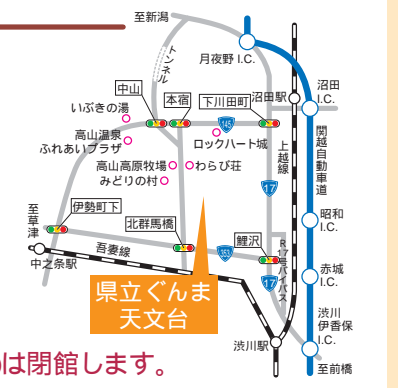 至新潟
トンネル
月夜野 I.C.
中山
本宿
下川田町
沼田駅
沼田
I.C.
いぶきの湯
145
高山温泉
ふれあいプラザ
ロックハート城
上越線
関越自動車道
高山高原牧場
わらび荘
みどりの村
17
至草津
伊勢町下
北群馬橋
昭和
I.C.
吾妻線
353
鯉沢
R17号バイパス
中之条駅
県立ぐんま
天文台
17
赤城
I.C.
渋川
伊香保
I.C.
渋川駅
は閉館します。
至前橋